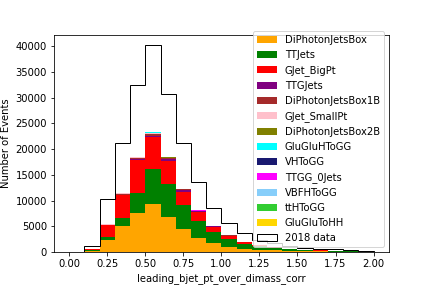 40000
35000
30000
25000
20000
15000
10000
5000
0
Number of Events
DiPhotonJetsBox
TTJets
GJet_BigPt
TTGJets
DiPhotonJetsBox1B
GJet_SmallPt
DiPhotonJetsBox2B
GluGluHToGG
VHToGG
TTGG_0Jets
VBFHToGG
ttHToGG
GluGluToHH
2018 data
0.00 0.25 0.50 0.75 1.00 1.25 1.50 1.75 2.00
leading_bjet_pt_over_dimass_corr